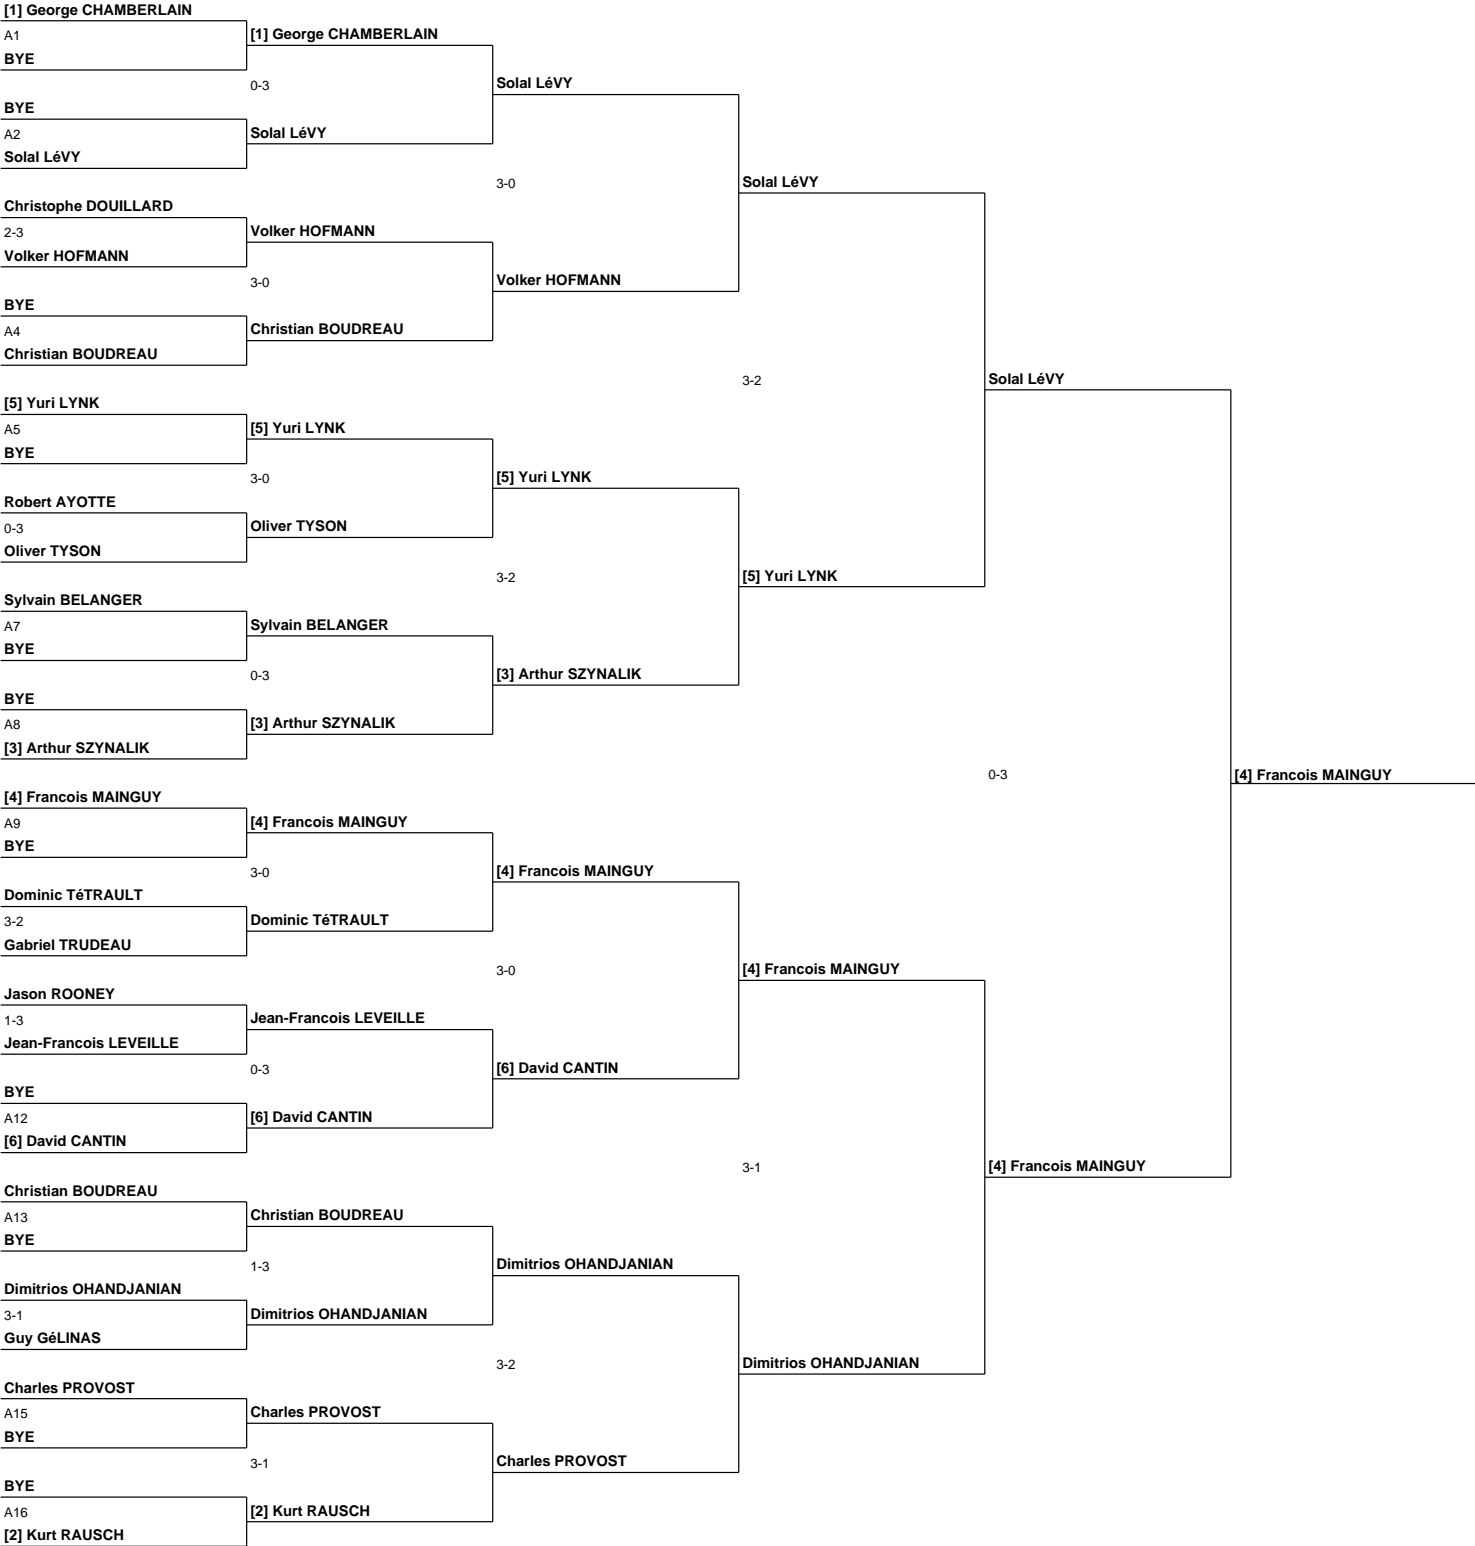 [1] George CHAMBERLAIN
A1
BYE
BYE
A2
Solal LéVY
Christophe DOUILLARD
2-3
Volker HOFMANN
BYE
A4
Christian BOUDREAU
[5] Yuri LYNK
A5
BYE
Robert AYOTTE
0-3
Oliver TYSON
Sylvain BELANGER
A7
BYE
BYE
A8
[3] Arthur SZYNALIK
[4] Francois MAINGUY
A9
BYE
Dominic TéTRAULT
3-2
Gabriel TRUDEAU
Jason ROONEY
1-3
Jean-Francois LEVEILLE
BYE
A12
[6] David CANTIN
Christian BOUDREAU
A13
BYE
Dimitrios OHANDJANIAN
3-1
Guy GéLINAS
Charles PROVOST
A15
BYE
BYE
A16
[2] Kurt RAUSCH
[1] George CHAMBERLAIN
0-3
Solal LéVY
Volker HOFMANN
3-0
Christian BOUDREAU
[5] Yuri LYNK
3-0
Oliver TYSON
Sylvain BELANGER
0-3
[3] Arthur SZYNALIK
[4] Francois MAINGUY
3-0
Dominic TéTRAULT
Jean-Francois LEVEILLE
0-3
[6] David CANTIN
Christian BOUDREAU
1-3
Dimitrios OHANDJANIAN
Charles PROVOST
3-1
[2] Kurt RAUSCH
Solal LéVY
3-0
Volker HOFMANN
[5] Yuri LYNK
3-2
[3] Arthur SZYNALIK
[4] Francois MAINGUY
3-0
[6] David CANTIN
Dimitrios OHANDJANIAN
3-2
Charles PROVOST
Solal LéVY
3-2
[5] Yuri LYNK
[4] Francois MAINGUY
3-1
Dimitrios OHANDJANIAN
Solal LéVY
0-3
[4] Francois MAINGUY
[4] Francois MAINGUY